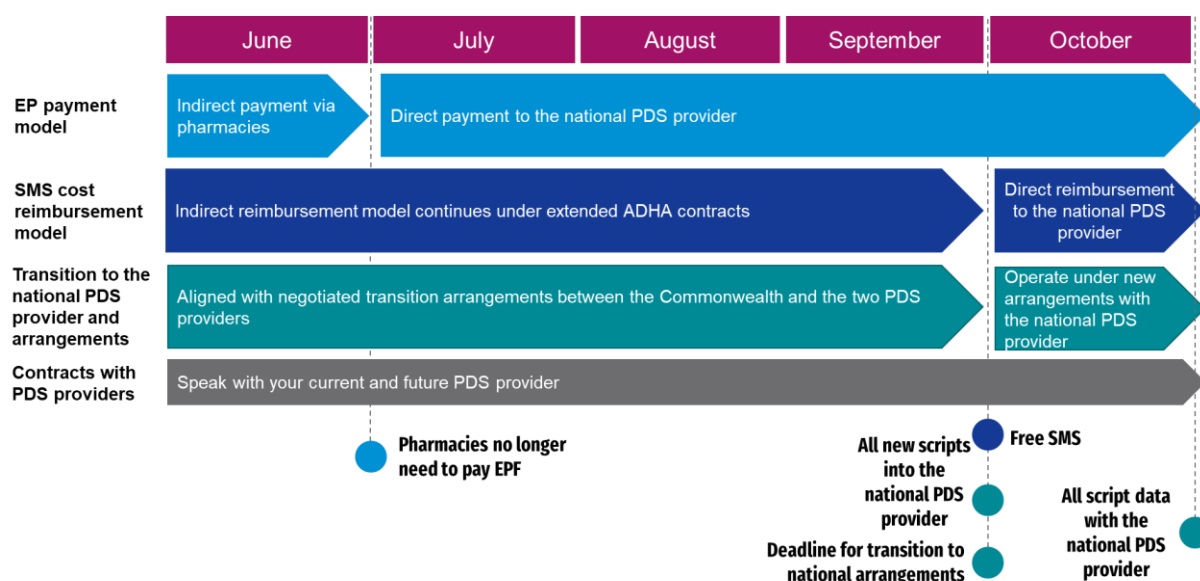 June
July
August
September
October
EP payment
model
Indirect payment via
pharmacies
Direct payment to the national PDS provider
SMS cost
reimbursement
model
Indirect reimbursement model continues under extended ADHA contracts
Direct reimbursement
to the national PDS
provider
Transition to the
national PDS
provider and
arrangements
Aligned with negotiated transition arrangements between the Commonwealth and the two PDS
providers
Operate under new
arrangements with
the national PDS
provider
Contracts with
PDS providers
Speak with your current and future PDS provider
Pharmacies no longer
need to pay EPF
Free SMS
All new scripts
into the
national PDS
provider
Deadline for transition to
national arrangements
All script data
with the
national PDS
provider